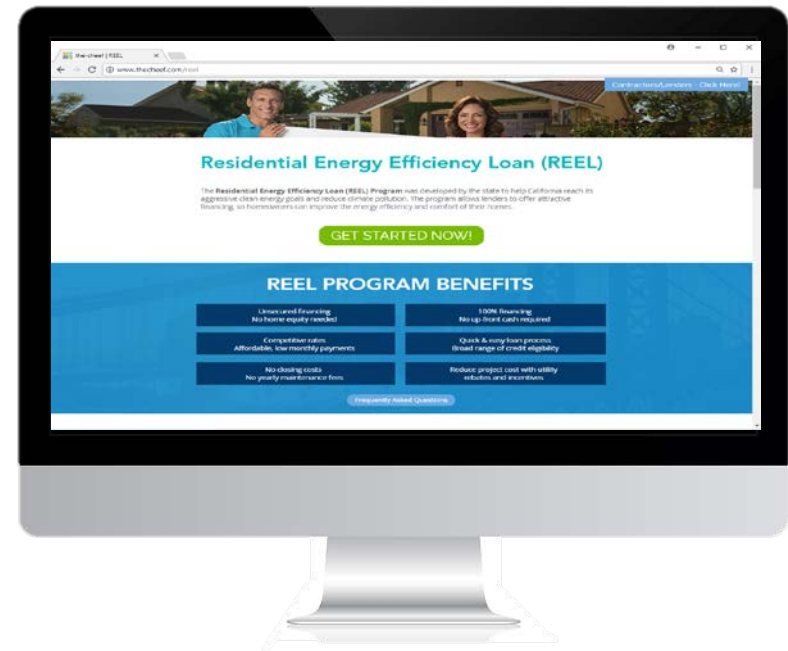 the-cheef | REEL
www.thecheef.com/reel
Contractors/Lenders - Click Here!
Residential Energy Efficiency Loan (REEL)
The Residential Energy Efficiency Loan (REEL) Program was developed by the state to help California reach its
aggressive clean energy goals and reduce climate pollution. The program allows lenders to offer attractive
financing, so homeowners can improve the energy efficiency and comfort of their homes.
GET STARTED NOW!
REEL PROGRAM BENEFITS
Unsecured financing
No home equity needed!
100% financing
No up-front cash required
Competitive rates
Affordable, low monthly payments
Quick & easy loan process
Broad range of credit eligibility
No closing costs
No yearly maintenance fees
Reduce project cost with utility
rebates and incentives
Frequently Asked Questions